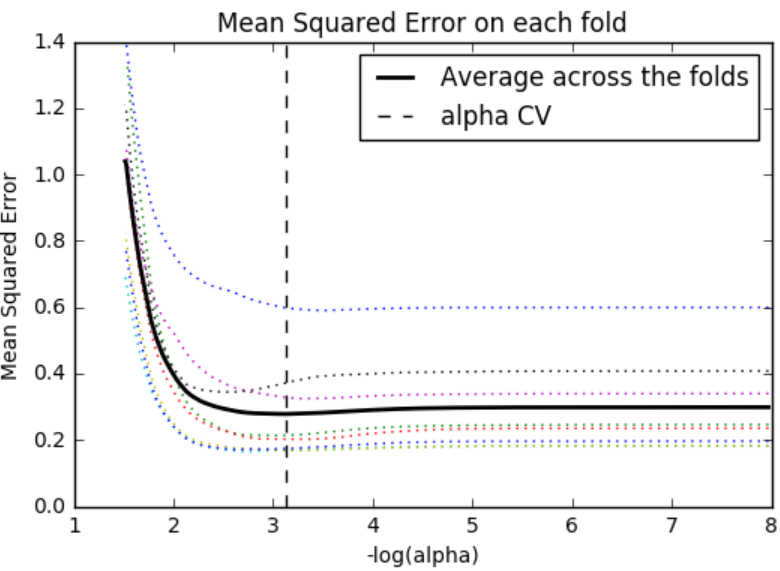 Mean Squared Error on each fold
1.4
1.2
1.0
0.8
0.6
0.4
0.2
0.0
Mean Squared Error
Average across the folds
alpha CV
1 2 3 4 5 6 7 8
-log(alpha)